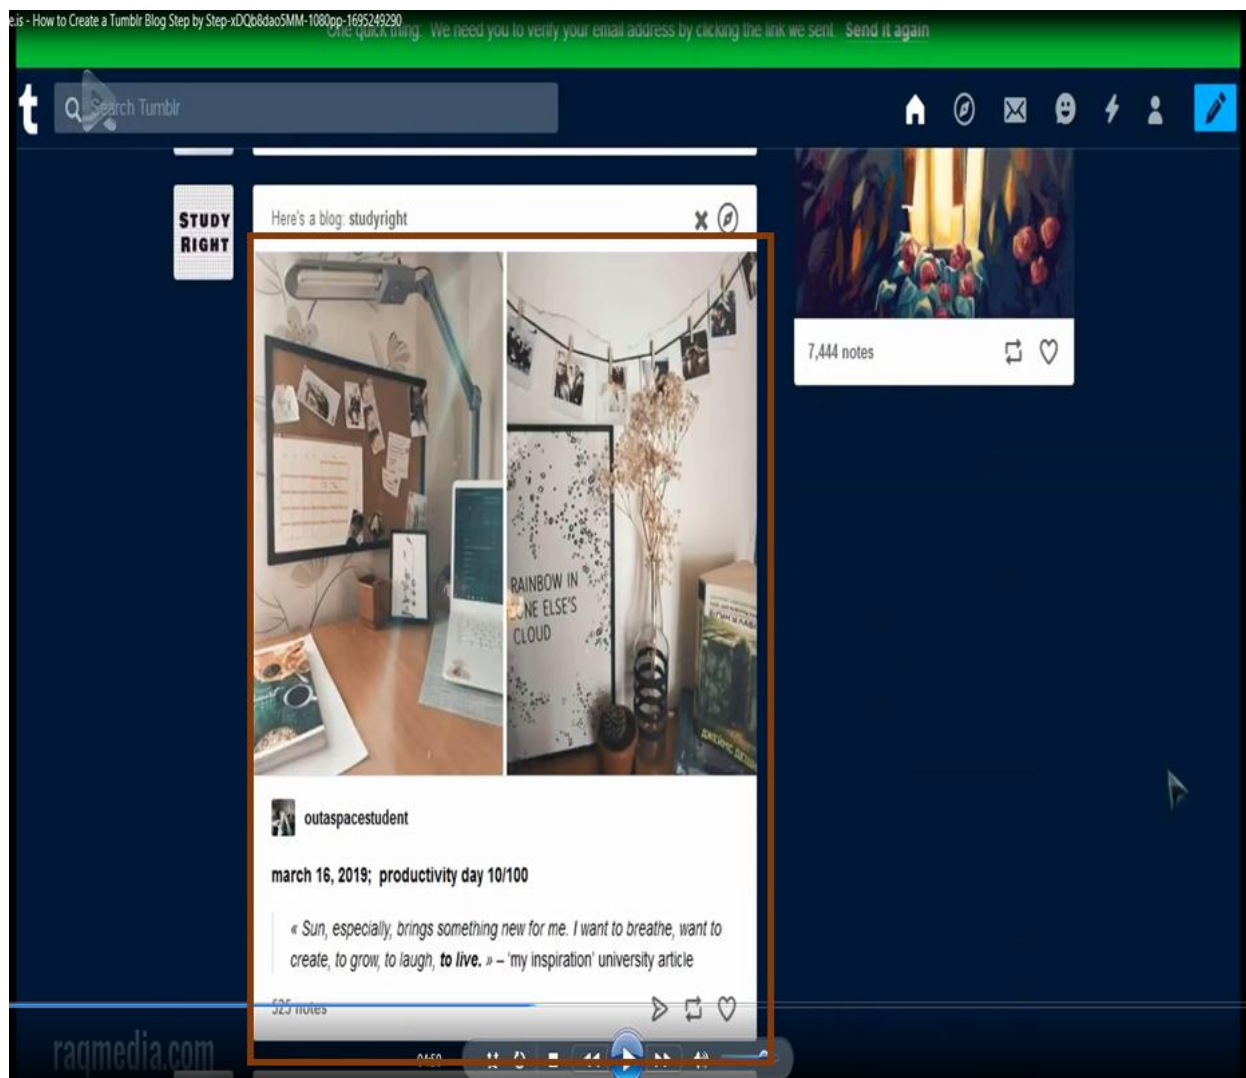 e.is - How to Create a Tumblr Blog Step by Step-xDQb8dao5MM-1080pp-1695249290
One quick thing: We need you to verify your email address by clicking the link we sent. Send it again
t
Search Tumblr
STUDY
RIGHT
Here's a blog: studyright
RAINBOW IN
ONE ELSE'S
CLOUD
ДЖЕЙМС
7,444 notes
outaspacestudent
march 16, 2019; productivity day 10/100
« Sun, especially, brings something new for me. I want to breathe, want to
create, to grow, to laugh, to live. » – 'my inspiration' university article
525 notes
raqmedia.com
04:50